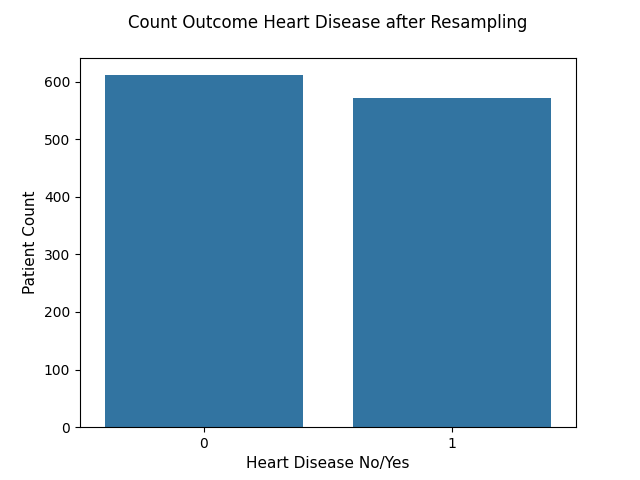 Count Outcome Heart Disease after Resampling
600
500
400
300
200
100
0
Patient Count
0 1
Heart Disease No/Yes